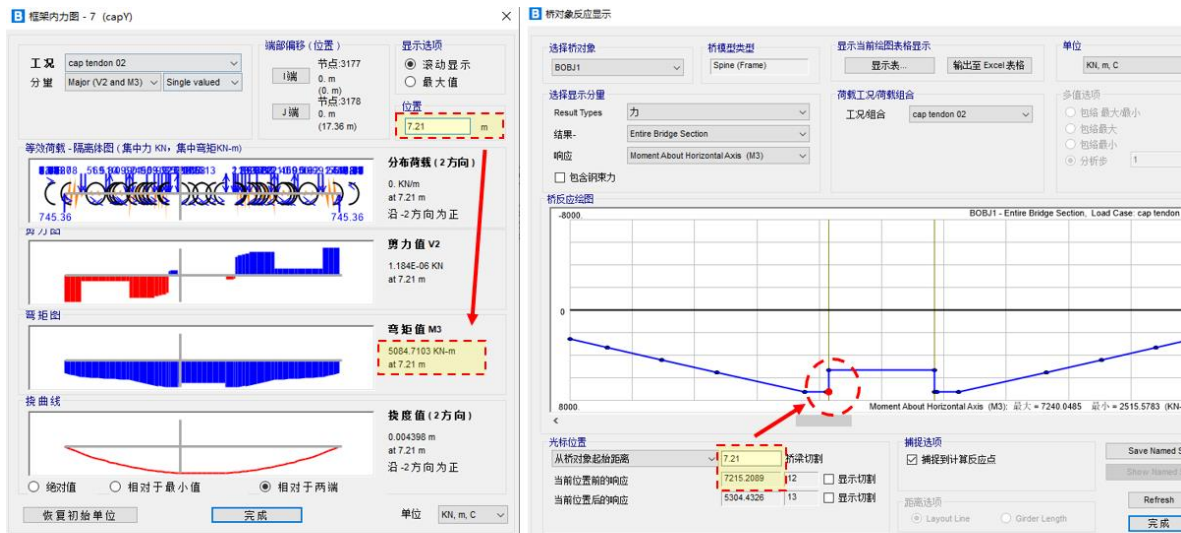 B 框架内力图 - 7 (capY)
工况 cap tendon 02
分量 Major (V2 and M3) Single valued
端部偏移 (位置)
I端
节点:3177
0. m
(0. m)
J端
节点:3178
0. m
(17.36 m)
显示选项
滚动显示
最大值
位置
7.21 m
等效荷载 - 隔离体图 (集中力 KN, 集中弯矩KN-m)
745.36
745.36
分布荷载 (2 方向)
0. KN/m
at 7.21 m
沿 -2方向为正
剪力图
剪力值 V2
1.184E-06 KN
at 7.21 m
弯矩图
弯矩值 M3
5084.7103 KN-m
at 7.21 m
挠曲线
挠度值 (2方向)
0.004398 m
at 7.21 m
沿 -2方向为正
绝对值 相对于最小值 相对于两端
恢复初始单位 完成 单位 KN, m, C
B 桥对象反应显示
选择桥对象
BOBJ1
桥模型类型
Spine (Frame)
显示当前绘图表格显示
显示表... 输出至 Excel 表格
单位
KN, m, C
选择显示分量
Result Types 力
结果- Entire Bridge Section
响应 Moment About Horizontal Axis (M3)
包含钢束力
荷载工况/荷载组合
工况/组合 cap tendon 02
多值选项
包络 最大/最小
包络最大
包络最小
分析步 1
桥反应绘图
-8000.
BOBJ1 - Entire Bridge Section, Load Case: cap tendon
0
8000.
Moment About Horizontal Axis (M3): 最大 = 7240.0485 最小 = 2515.5783 (KN-
<
光标位置
从桥对象起始距离 7.21 桥梁切割
当前位置前的响应 7215.2089 12 显示切割
当前位置后的响应 5304.4326 13 显示切割
捕捉选项
捕捉到计算反应点
距离选项
Layout Line Girder Length
Save Named S
Show Named
Refresh
完成